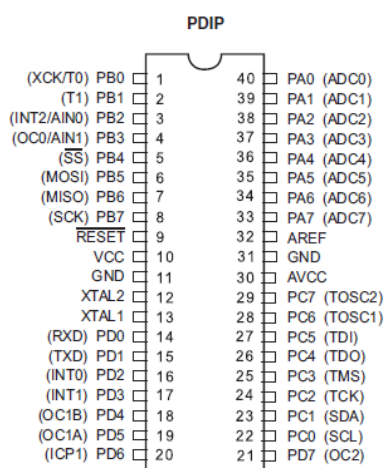 PDIP
(XCK/T0) PB0 1 40 PA0 (ADC0)
(T1) PB1 2 39 PA1 (ADC1)
(INT2/AIN0) PB2 3 38 PA2 (ADC2)
(OC0/AIN1) PB3 4 37 PA3 (ADC3)
(SS) PB4 5 36 PA4 (ADC4)
(MOSI) PB5 6 35 PA5 (ADC5)
(MISO) PB6 7 34 PA6 (ADC6)
(SCK) PB7 8 33 PA7 (ADC7)
RESET 9 32 AREF
VCC 10 31 GND
GND 11 30 AVCC
XTAL2 12 29 PC7 (TOSC2)
XTAL1 13 28 PC6 (TOSC1)
(RXD) PD0 14 27 PC5 (TDI)
(TXD) PD1 15 26 PC4 (TDO)
(INT0) PD2 16 25 PC3 (TMS)
(INT1) PD3 17 24 PC2 (TCK)
(OC1B) PD4 18 23 PC1 (SDA)
(OC1A) PD5 19 22 PC0 (SCL)
(ICP1) PD6 20 21 PD7 (OC2)